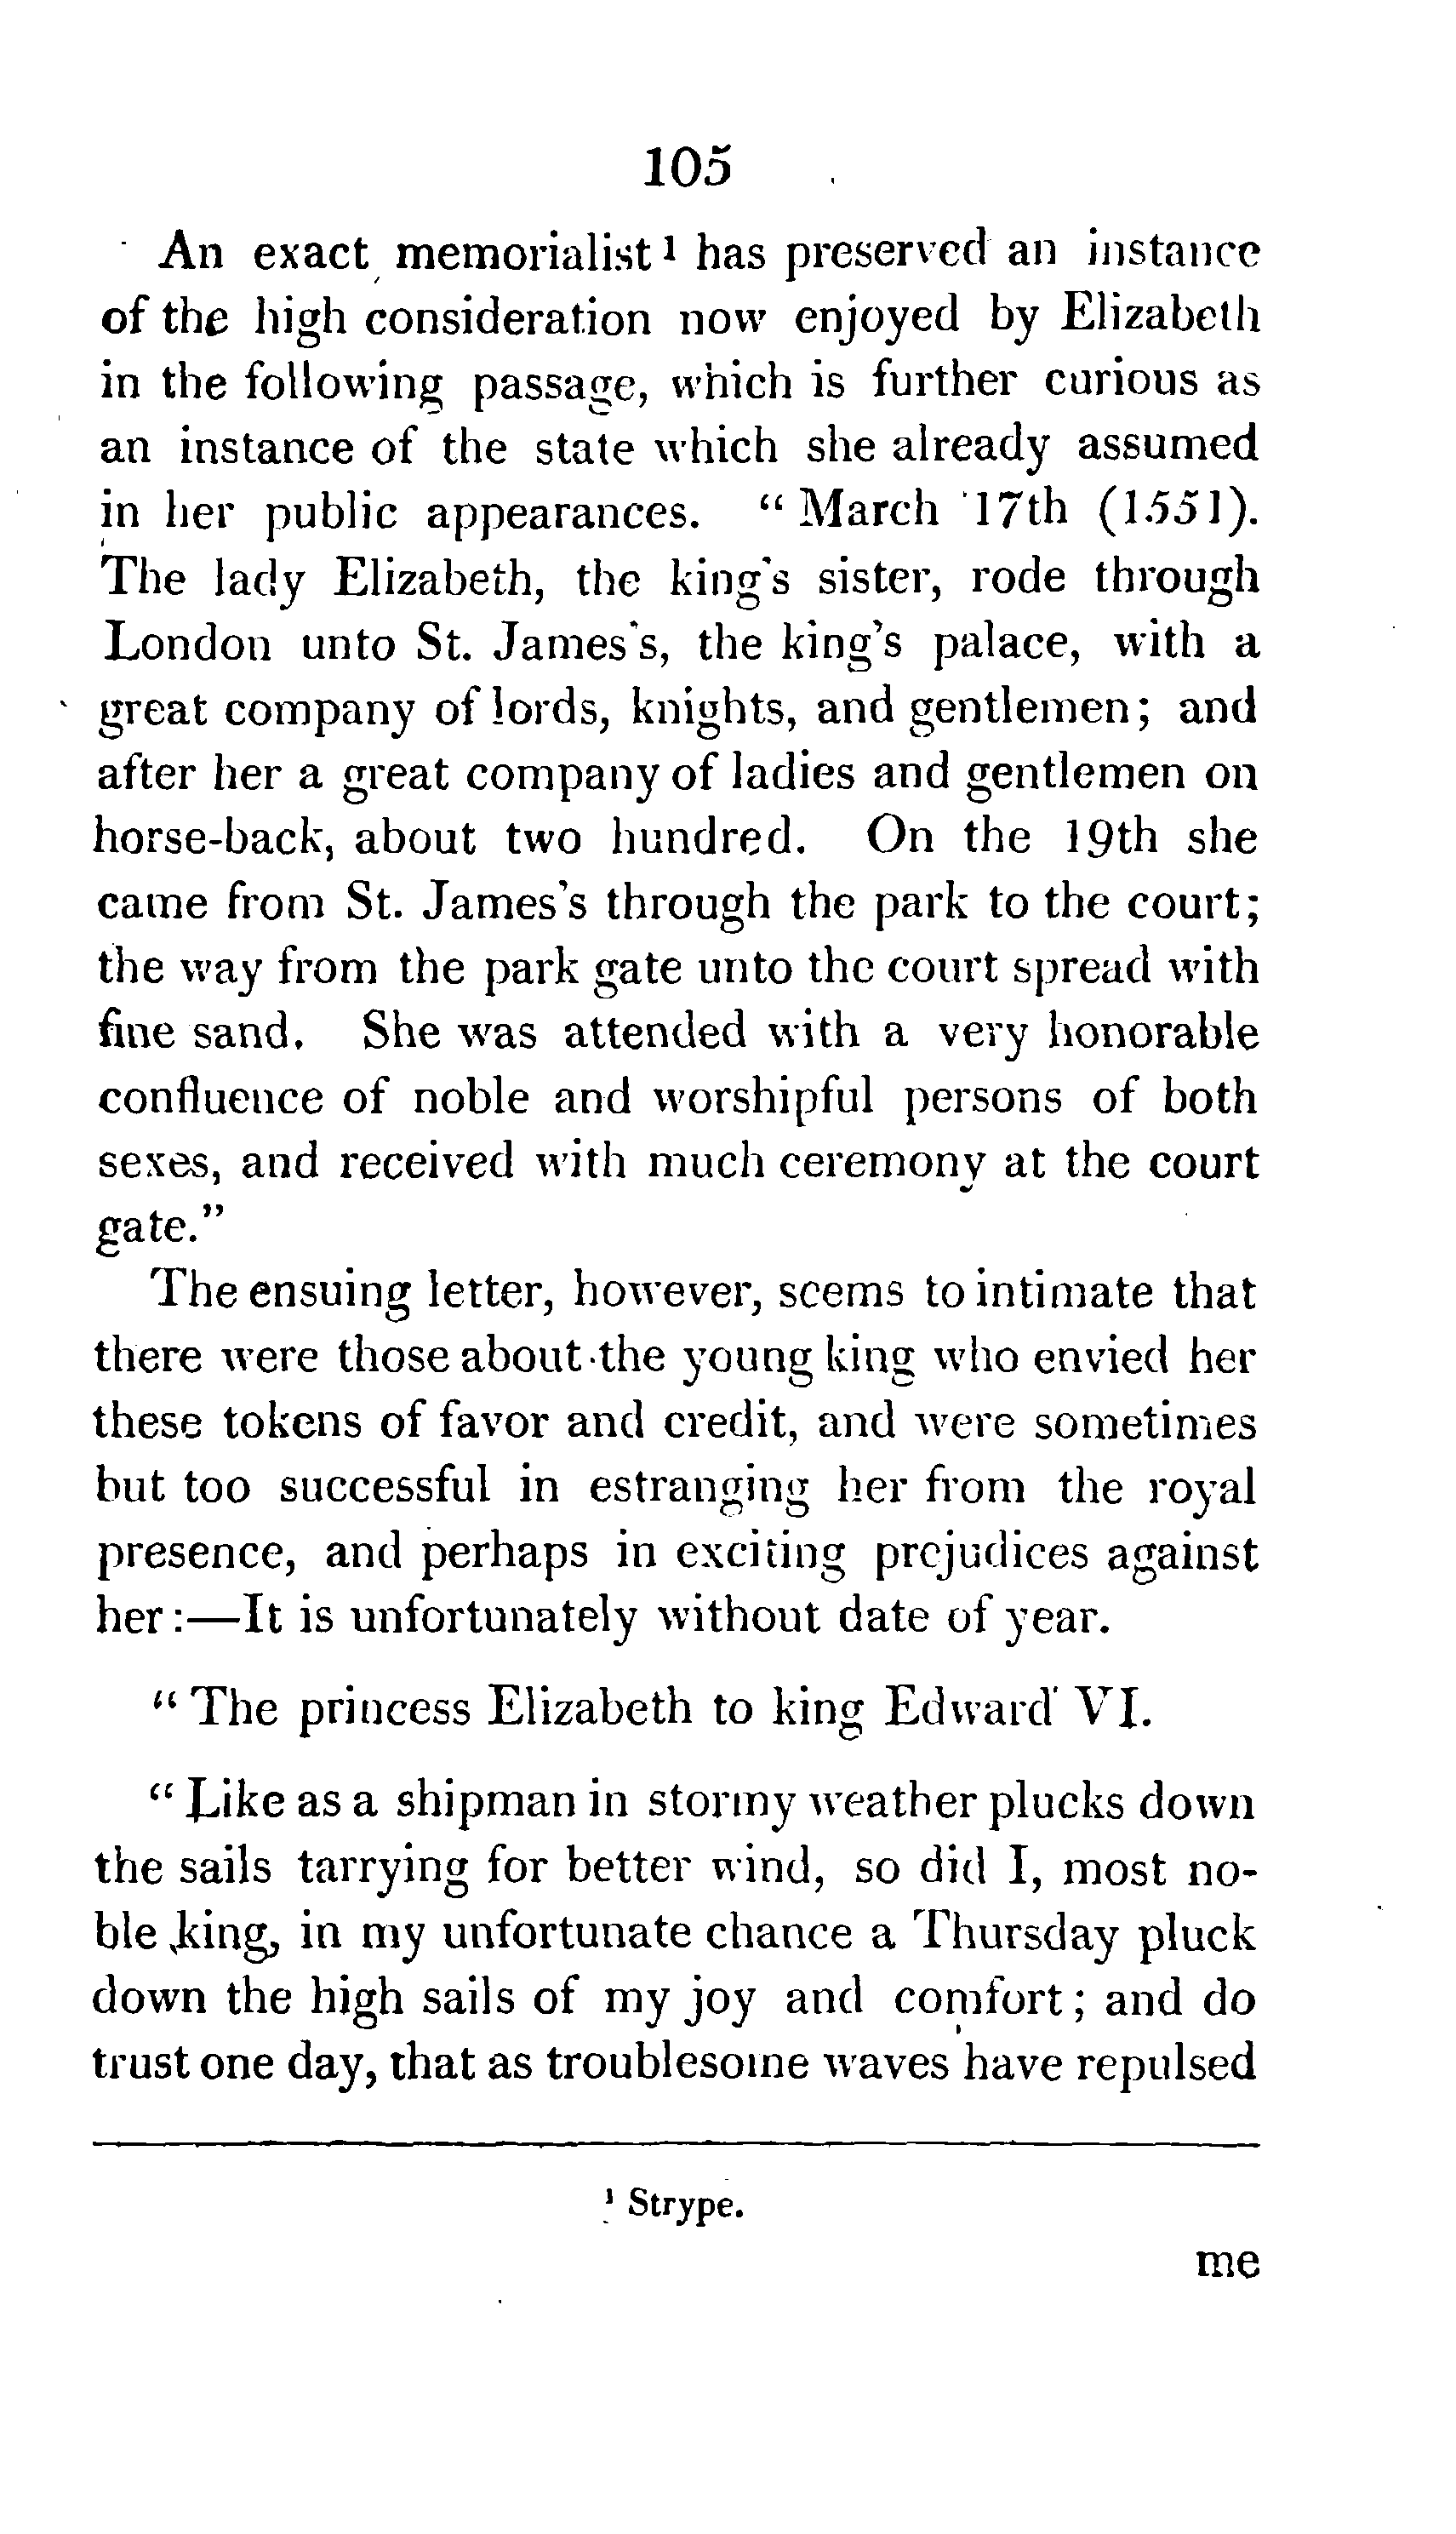 105
An exact memorialist ¹ has preserved an instance
of the high consideration now enjoyed by Elizabeth
in the following passage, which is further curious as
an instance of the state which she already assumed
in her public appearances. “ March 17th (1551).
The lady Elizabeth, the king's sister, rode through
London unto St. James's, the king's palace, with a
great company of lords, knights, and gentlemen; and
after her a great company of ladies and gentlemen on
horse-back, about two hundred. On the 19th she
came from St. James's through the park to the court;
the way from the park gate unto the court spread with
fine sand. She was attended with a very honorable
confluence of noble and worshipful persons of both
sexes, and received with much ceremony at the court
gate.”
The ensuing letter, however, seems to intimate that
there were those about the young king who envied her
these tokens of favor and credit, and were sometimes
but too successful in estranging her from the royal
presence, and perhaps in exciting prejudices against
her :—It is unfortunately without date of year.
“ The princess Elizabeth to king Edward VI.
“ Like as a shipman in stormy weather plucks down
the sails tarrying for better wind, so did I, most no-
ble king, in my unfortunate chance a Thursday pluck
down the high sails of my joy and comfort ; and do
trust one day, that as troublesome waves have repulsed
¹ Strype.
me